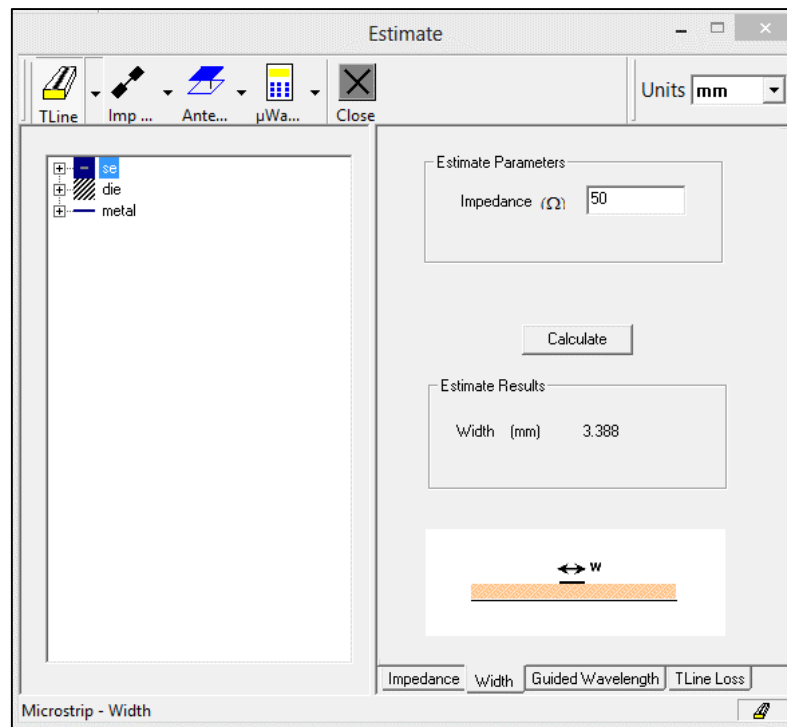 Estimate
TLine Imp ... Ante... µWa... Close
Units mm
se
die
metal
Estimate Parameters
Impedance (Ω) 50
Calculate
Estimate Results
Width (mm) 3.388
w
Impedance Width Guided Wavelength TLine Loss
Microstrip - Width